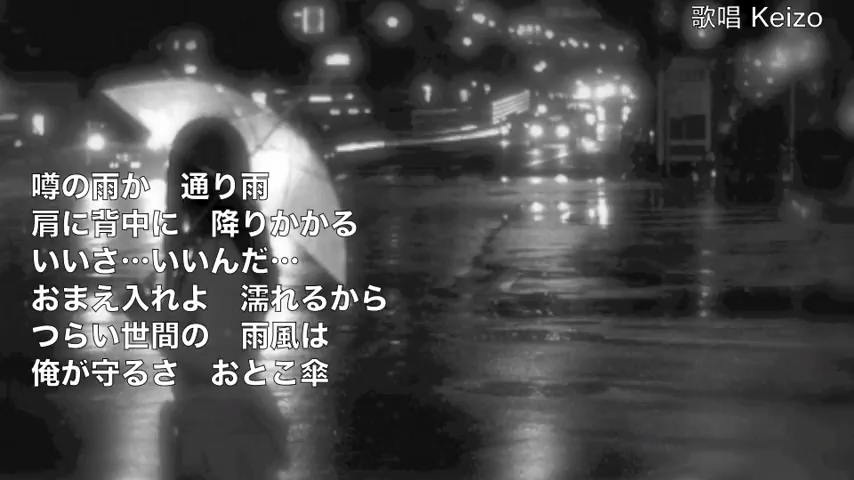 歌唱 Keizo
噂の雨か　通り雨
肩に背中に　降りかかる
いいさ…いいんだ…
おまえ入れよ　濡れるから
つらい世間の　雨風は
俺が守るさ　おとこ傘